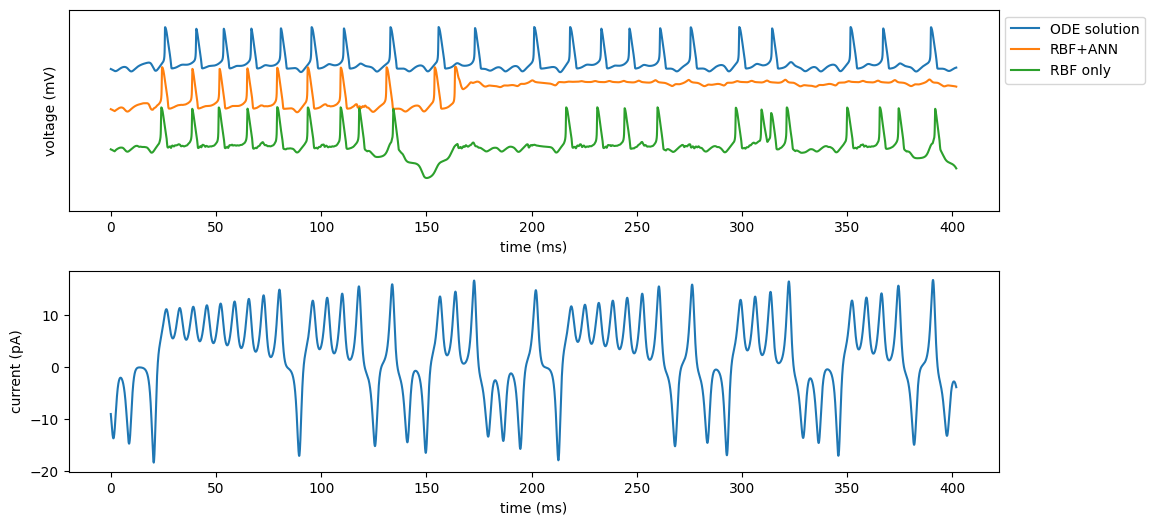 voltage (mV)
0 50 100 150 200 250 300 350 400
time (ms)
ODE solution
RBF+ANN
RBF only
current (pA)
10
0
−10
−20
0 50 100 150 200 250 300 350 400
time (ms)